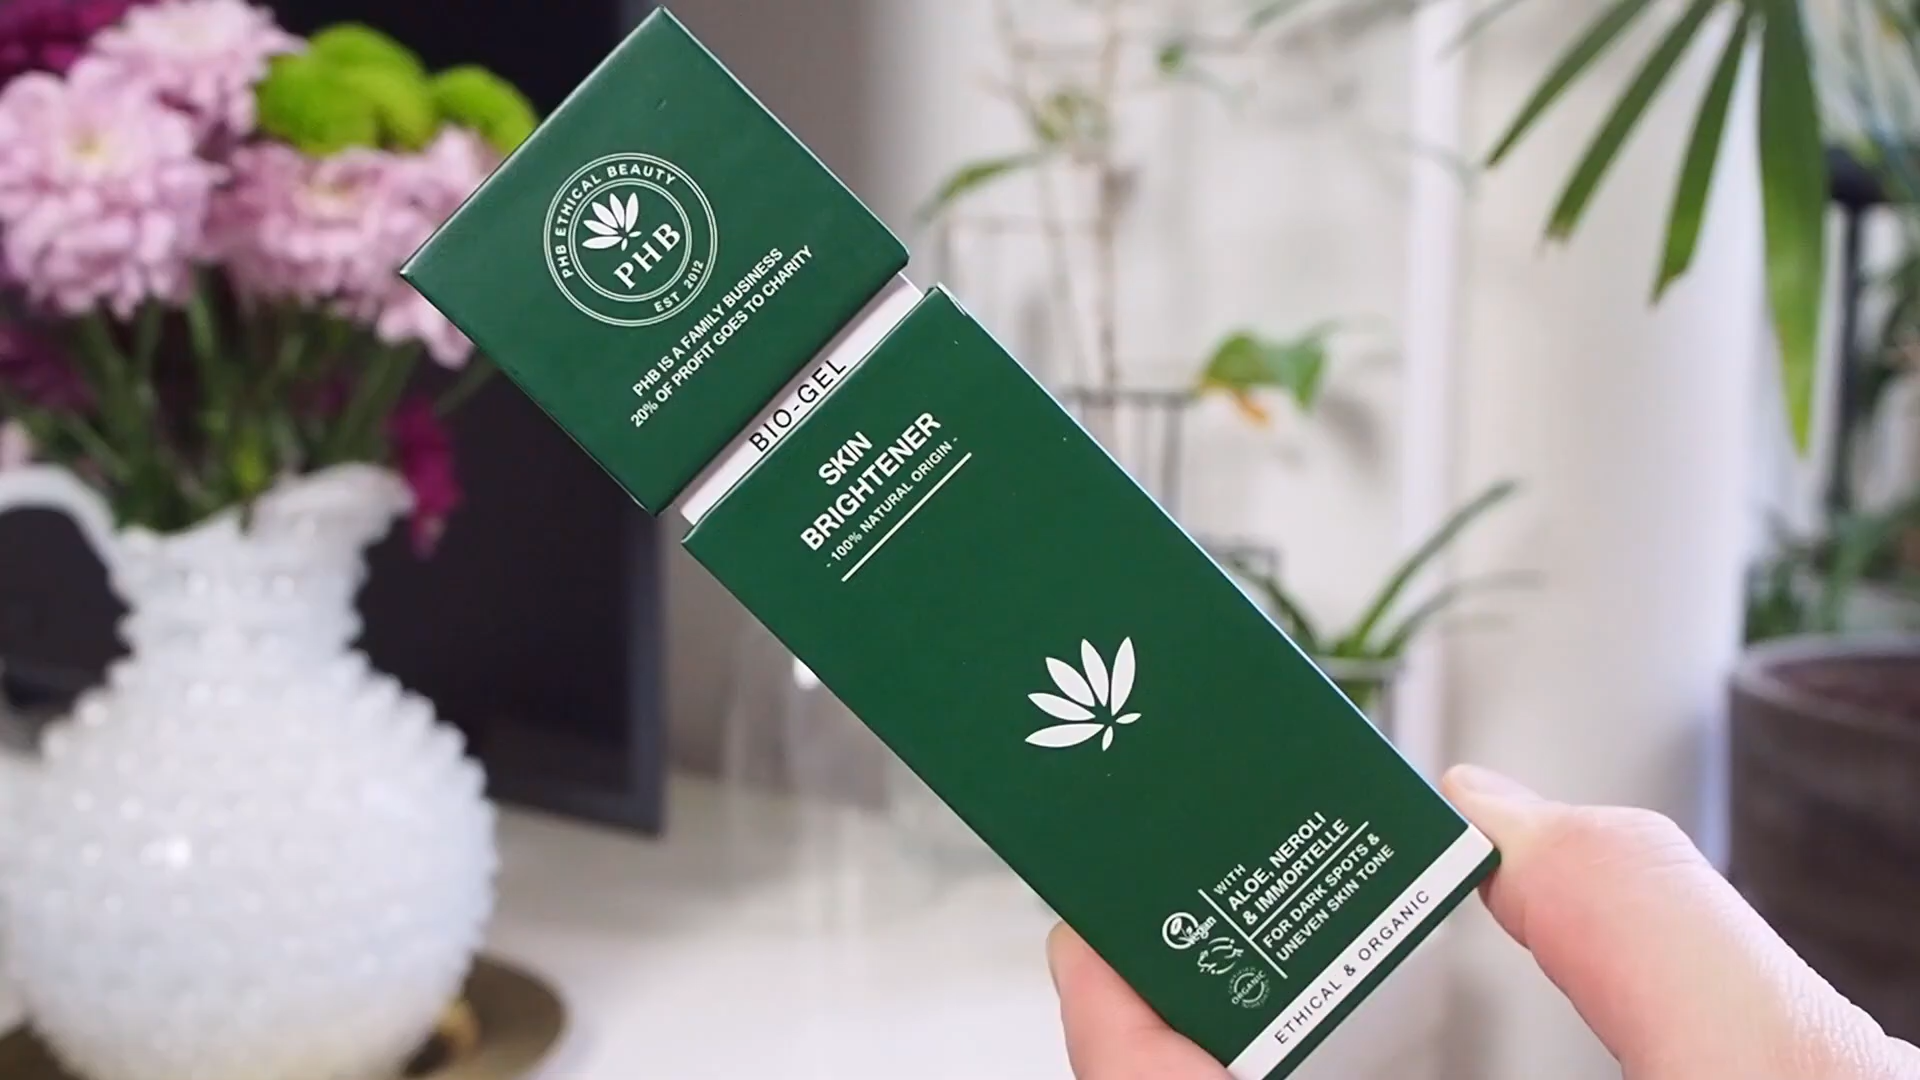 PHB ETHICAL BEAUTY
PHB
EST 2012
PHB IS A FAMILY BUSINESS
20% OF PROFIT GOES TO CHARITY
BIO-GEL
SKIN
BRIGHTENER
- 100% NATURAL ORIGIN -
WITH
ALOE, NEROLI
& IMMORTELLE
FOR DARK SPOTS &
UNEVEN SKIN TONE
Vegan
ORGANIC
ETHICAL & ORGANIC